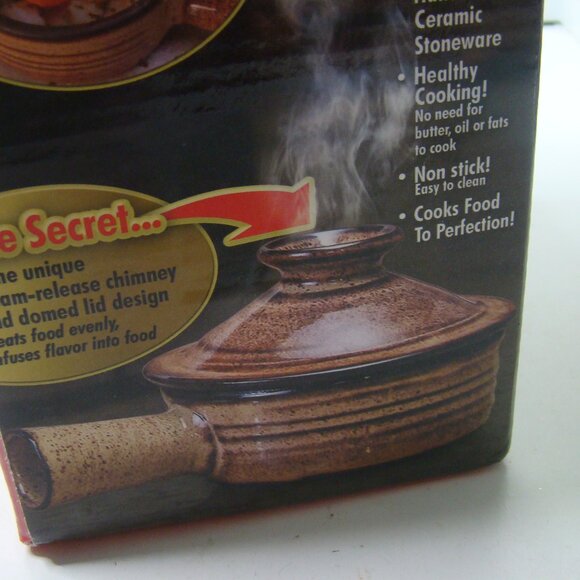 Ceramic
Stoneware
• Healthy
Cooking!
No need for
butter, oil or fats
to cook
• Non stick!
Easy to clean
• Cooks Food
To Perfection!
e Secret...
unique
am-release chimney
d domed lid design
eats food evenly,
fuses flavor into food